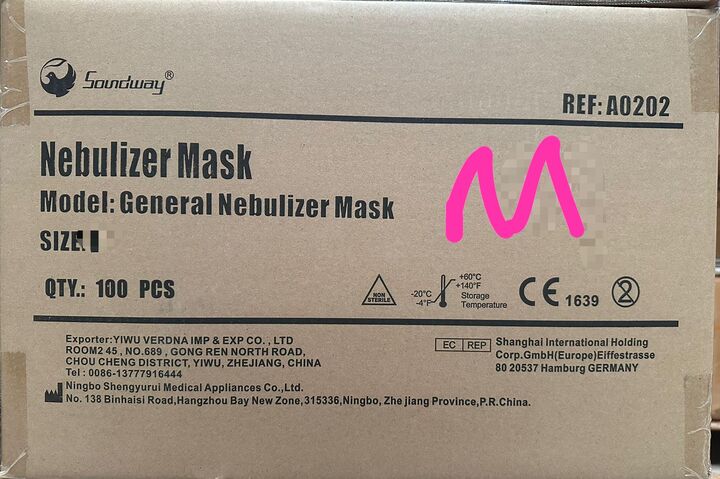 Soundway®
REF: A0202
Nebulizer Mask
Model: General Nebulizer Mask
M
SIZE
QTY.: 100 PCS
NON
STERILE
-20°C
-4°F
+60°C
+140°F
Storage
Temperature
CE 1639
2
Exporter:YIWU VERDNA IMP & EXP CO. , LTD
ROOM2 45 , NO.689 , GONG REN NORTH ROAD,
CHOU CHENG DISTRICT, YIWU, ZHEJIANG, CHINA
Tel : 0086-13777916444
Ningbo Shengyurui Medical Appliances Co.,Ltd.
No. 138 Binhaisi Road,Hangzhou Bay New Zone,315336,Ningbo, Zhe jiang Province,P.R.China.
EC REP
Shanghai International Holding
Corp.GmbH(Europe)Eiffestrasse
80 20537 Hamburg GERMANY